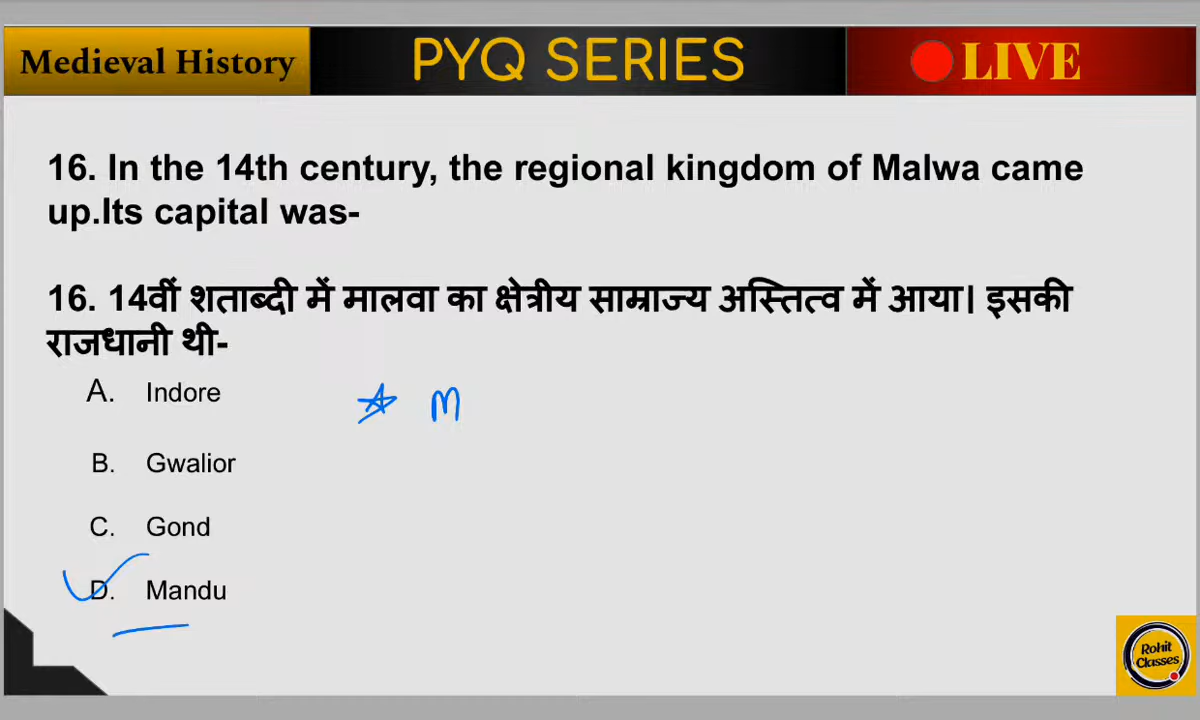 Medieval History
PYQ SERIES
LIVE
16. In the 14th century, the regional kingdom of Malwa came
up.Its capital was-
16. 14वीं शताब्दी में मालवा का क्षेत्रीय साम्राज्य अस्तित्व में आया। इसकी
राजधानी थी-
A. Indore
M
B. Gwalior
C. Gond
D. Mandu
Rohit
Classes